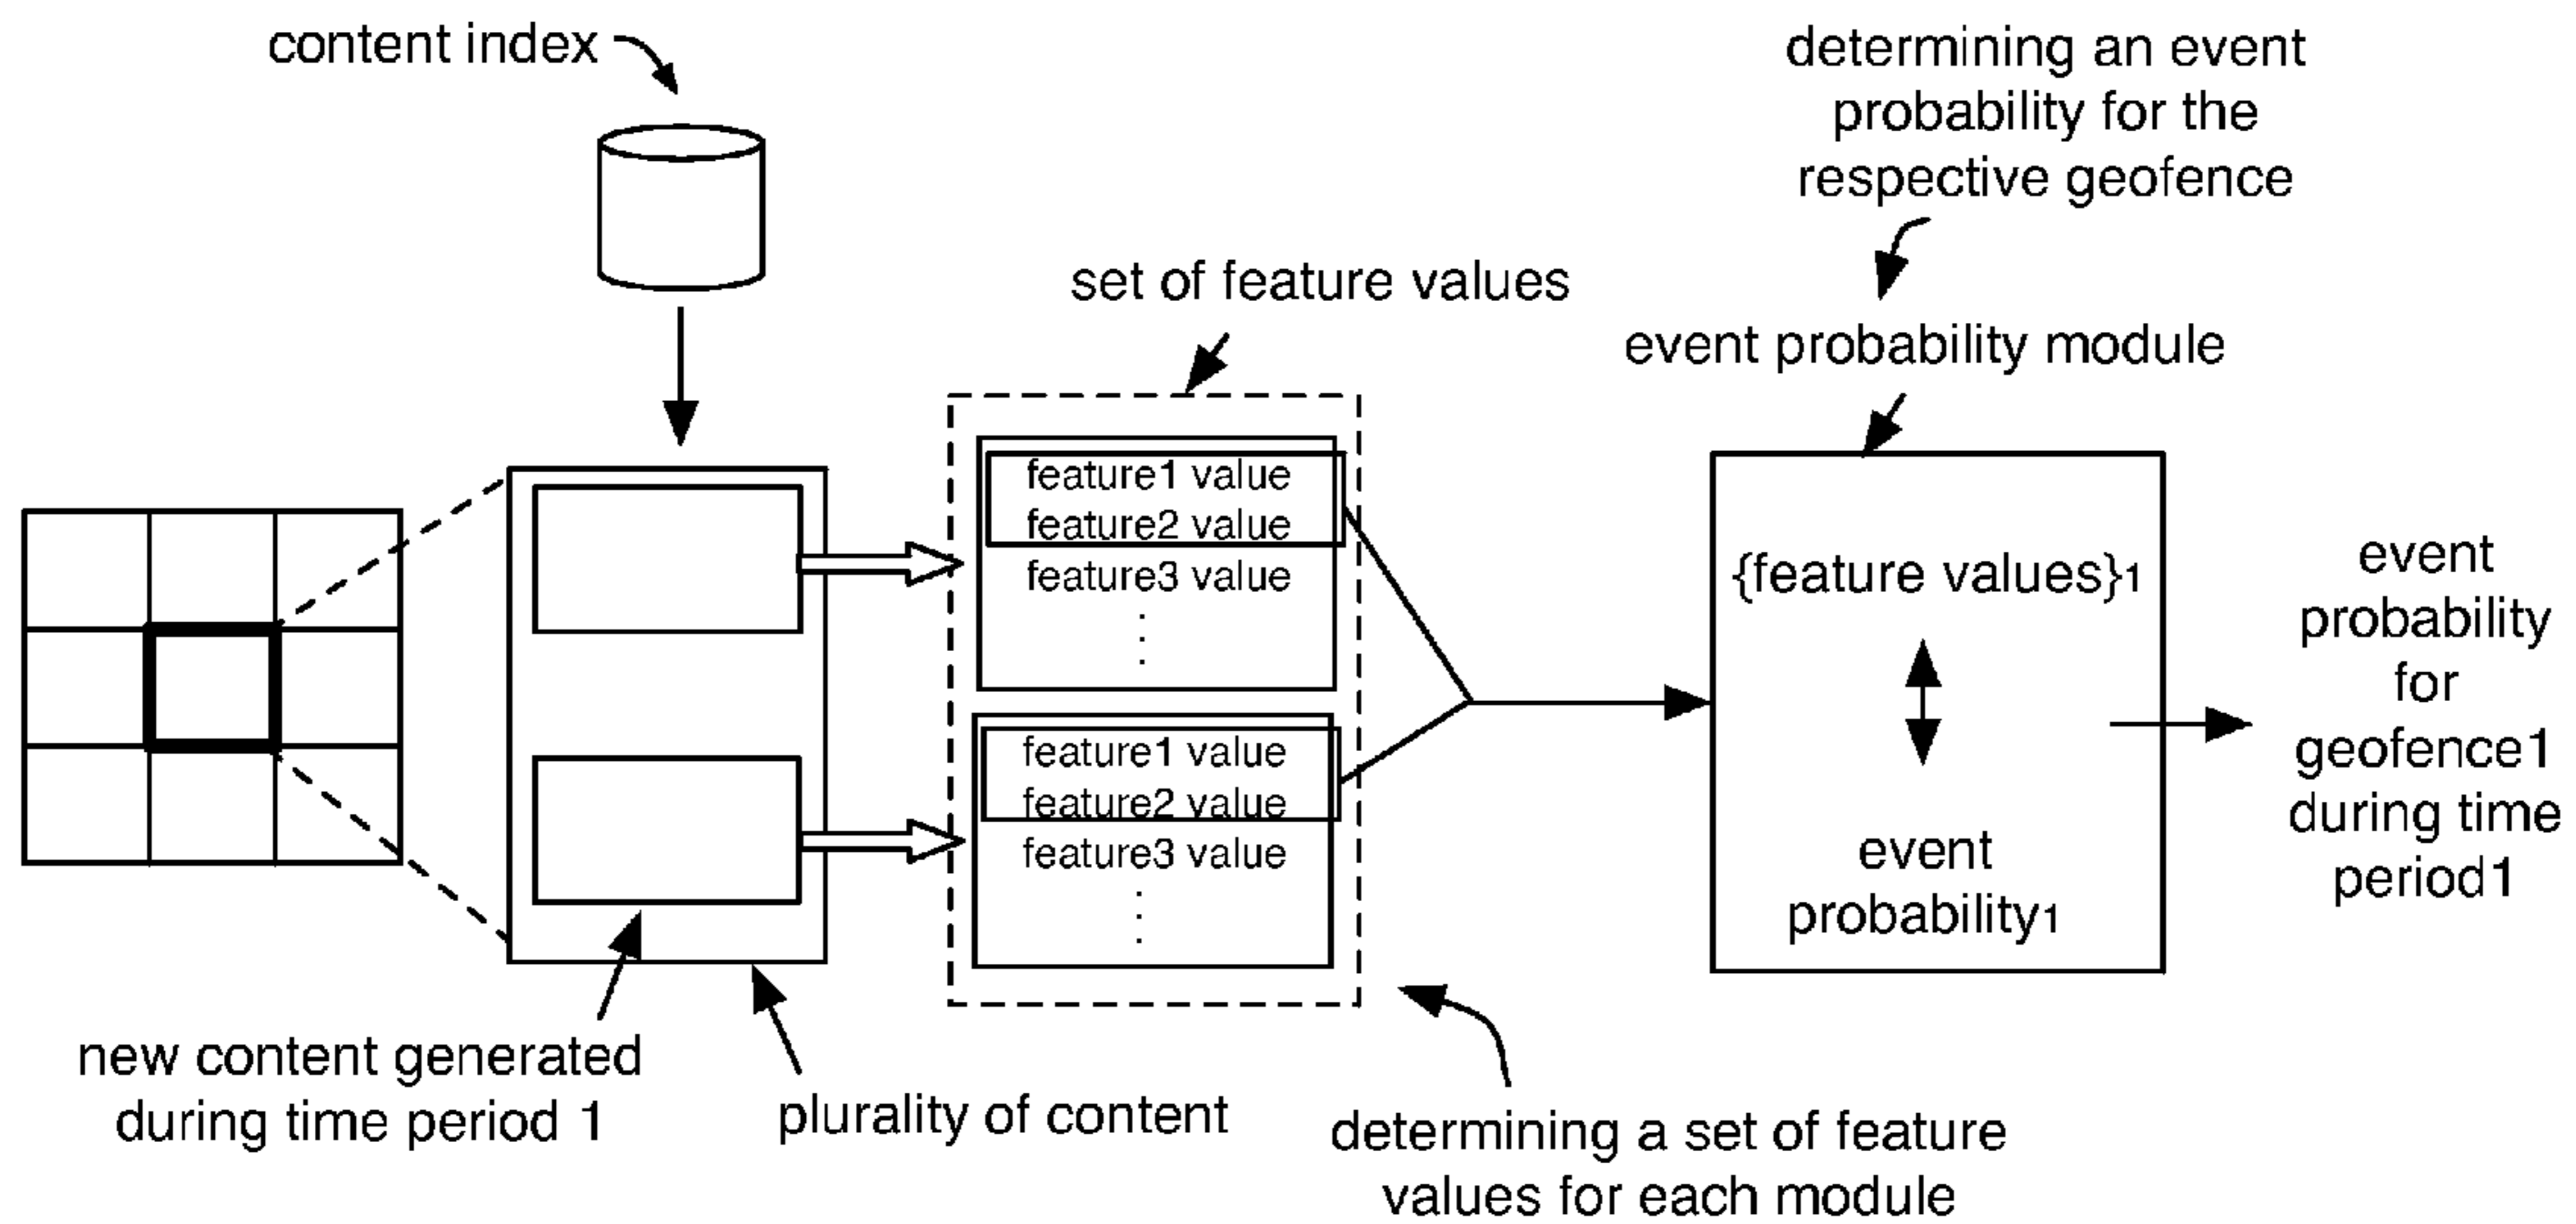 content index
determining an event
probability for the
respective geofence
set of feature values
event probability module
feature1 value
feature2 value
feature3 value
feature1 value
feature2 value
feature3 value
{feature values}1
event
probability1
event
probability
for
geofence1
during time
period1
new content generated
during time period 1
plurality of content
determining a set of feature
values for each module